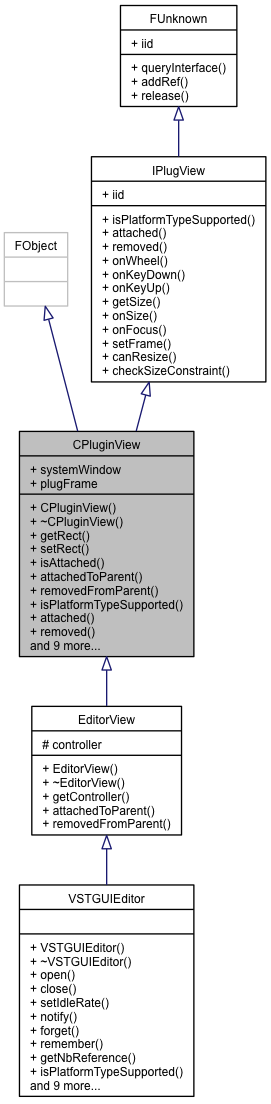 FUnknown
+ iid
+ queryInterface()
+ addRef()
+ release()
IPlugView
+ iid
+ isPlatformTypeSupported()
+ attached()
+ removed()
+ onWheel()
+ onKeyDown()
+ onKeyUp()
+ getSize()
+ onSize()
+ onFocus()
+ setFrame()
+ canResize()
+ checkSizeConstraint()
FObject
CPluginView
+ systemWindow
+ plugFrame
+ CPluginView()
+ ~CPluginView()
+ getRect()
+ setRect()
+ isAttached()
+ attachedToParent()
+ removedFromParent()
+ isPlatformTypeSupported()
+ attached()
+ removed()
and 9 more...
EditorView
# controller
+ EditorView()
+ ~EditorView()
+ getController()
+ attachedToParent()
+ removedFromParent()
VSTGUIEditor
+ VSTGUIEditor()
+ ~VSTGUIEditor()
+ open()
+ close()
+ setIdleRate()
+ notify()
+ forget()
+ remember()
+ getNbReference()
+ isPlatformTypeSupported()
and 9 more...